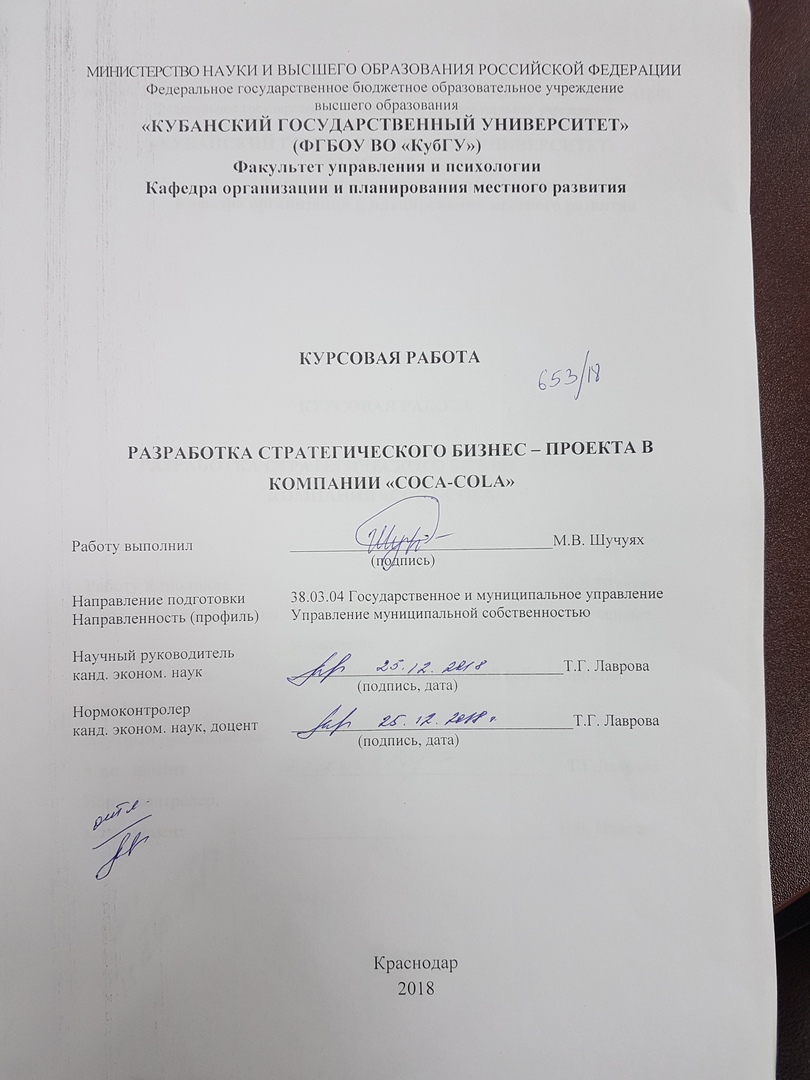 МИНИСТЕРСТВО НАУКИ И ВЫСШЕГО ОБРАЗОВАНИЯ РОССИЙСКОЙ ФЕДЕРАЦИИ
Федеральное государственное бюджетное образовательное учреждение
высшего образования
«КУБАНСКИЙ ГОСУДАРСТВЕННЫЙ УНИВЕРСИТЕТ»
(ФГБОУ ВО «КубГУ»)
Факультет управления и психологии
Кафедра организации и планирования местного развития
КУРСОВАЯ РАБОТА
653/18
РАЗРАБОТКА СТРАТЕГИЧЕСКОГО БИЗНЕС – ПРОЕКТА В
КОМПАНИИ «COCA-COLA»
Работу выполнил М.В. Шучуях
(подпись)
Направление подготовки 38.03.04 Государственное и муниципальное управление
Направленность (профиль) Управление муниципальной собственностью
Научный руководитель
канд. эконом. наук 25.12.2018 Т.Г. Лаврова
(подпись, дата)
Нормоконтролер
канд. эконом. наук, доцент 25.12.2018г. Т.Г. Лаврова
(подпись, дата)
Краснодар
2018